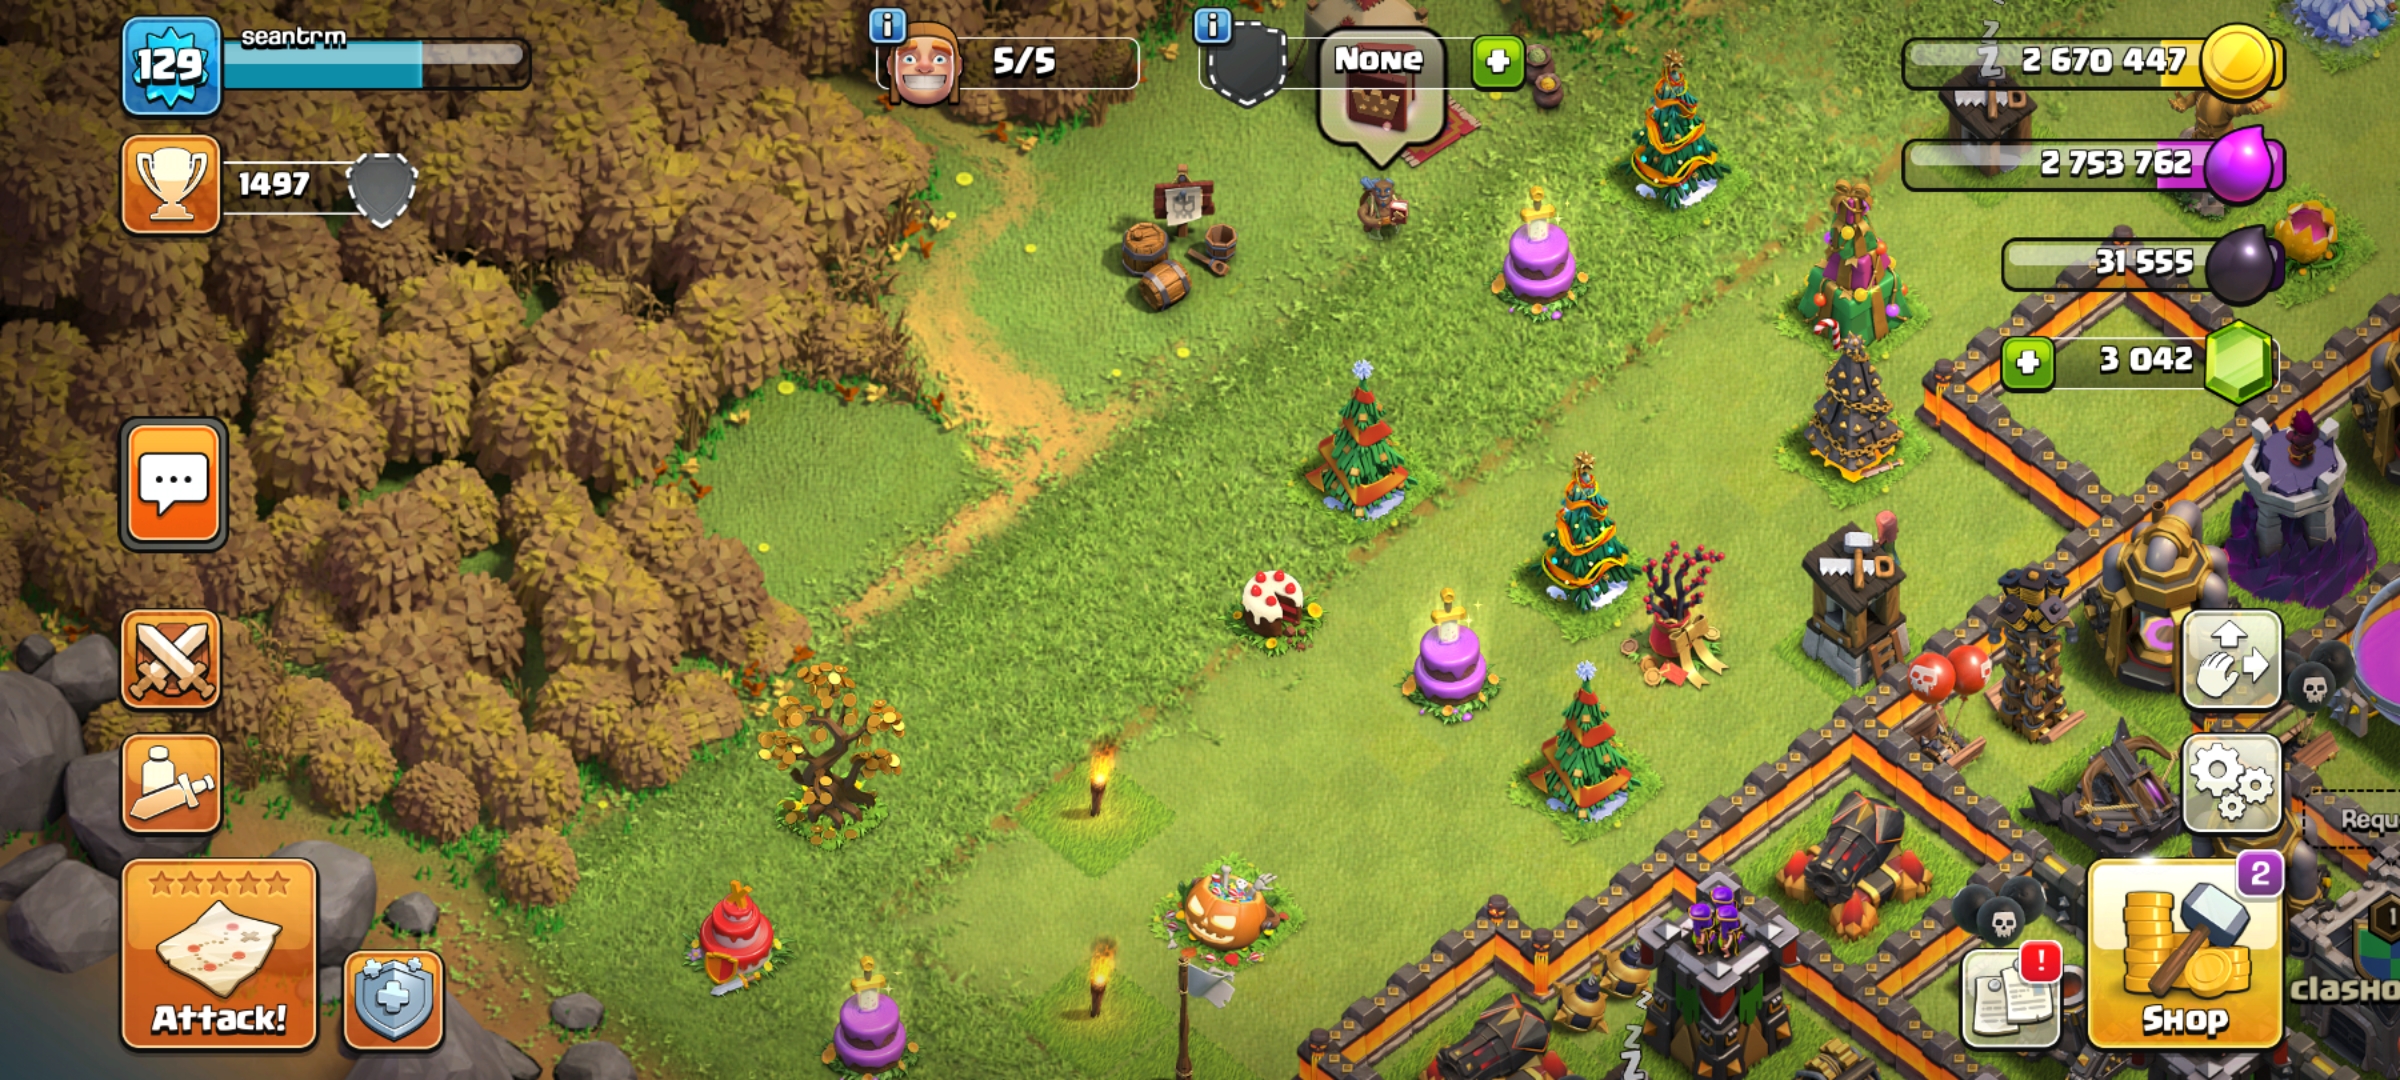 129
seantrm
5/5
None
2 670 447
1497
2 753 762
31 555
3 042
Requ
2
Attack!
Shop
clasho